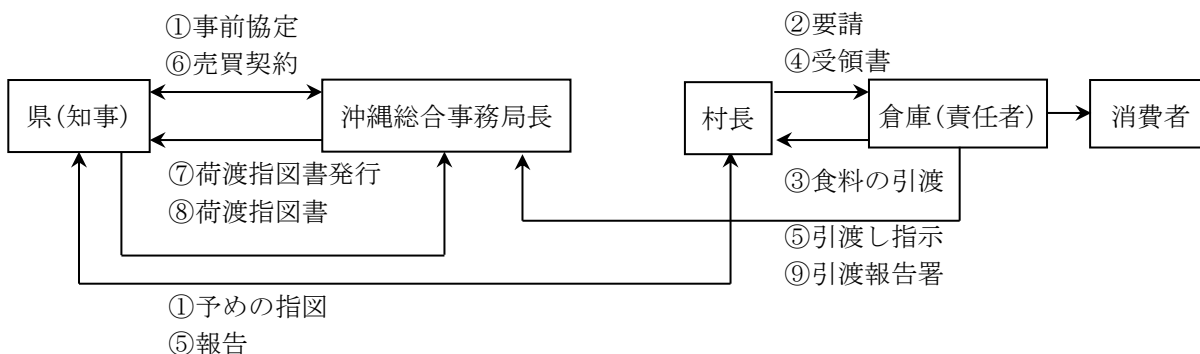 ①事前協定
⑥売買契約
②要請
④受領書
県(知事)
沖縄総合事務局長
村長
倉庫(責任者)
消費者
⑦荷渡指図書発行
⑧荷渡指図書
③食料の引渡
⑤引渡し指示
⑨引渡報告署
①予めの指図
⑤報告